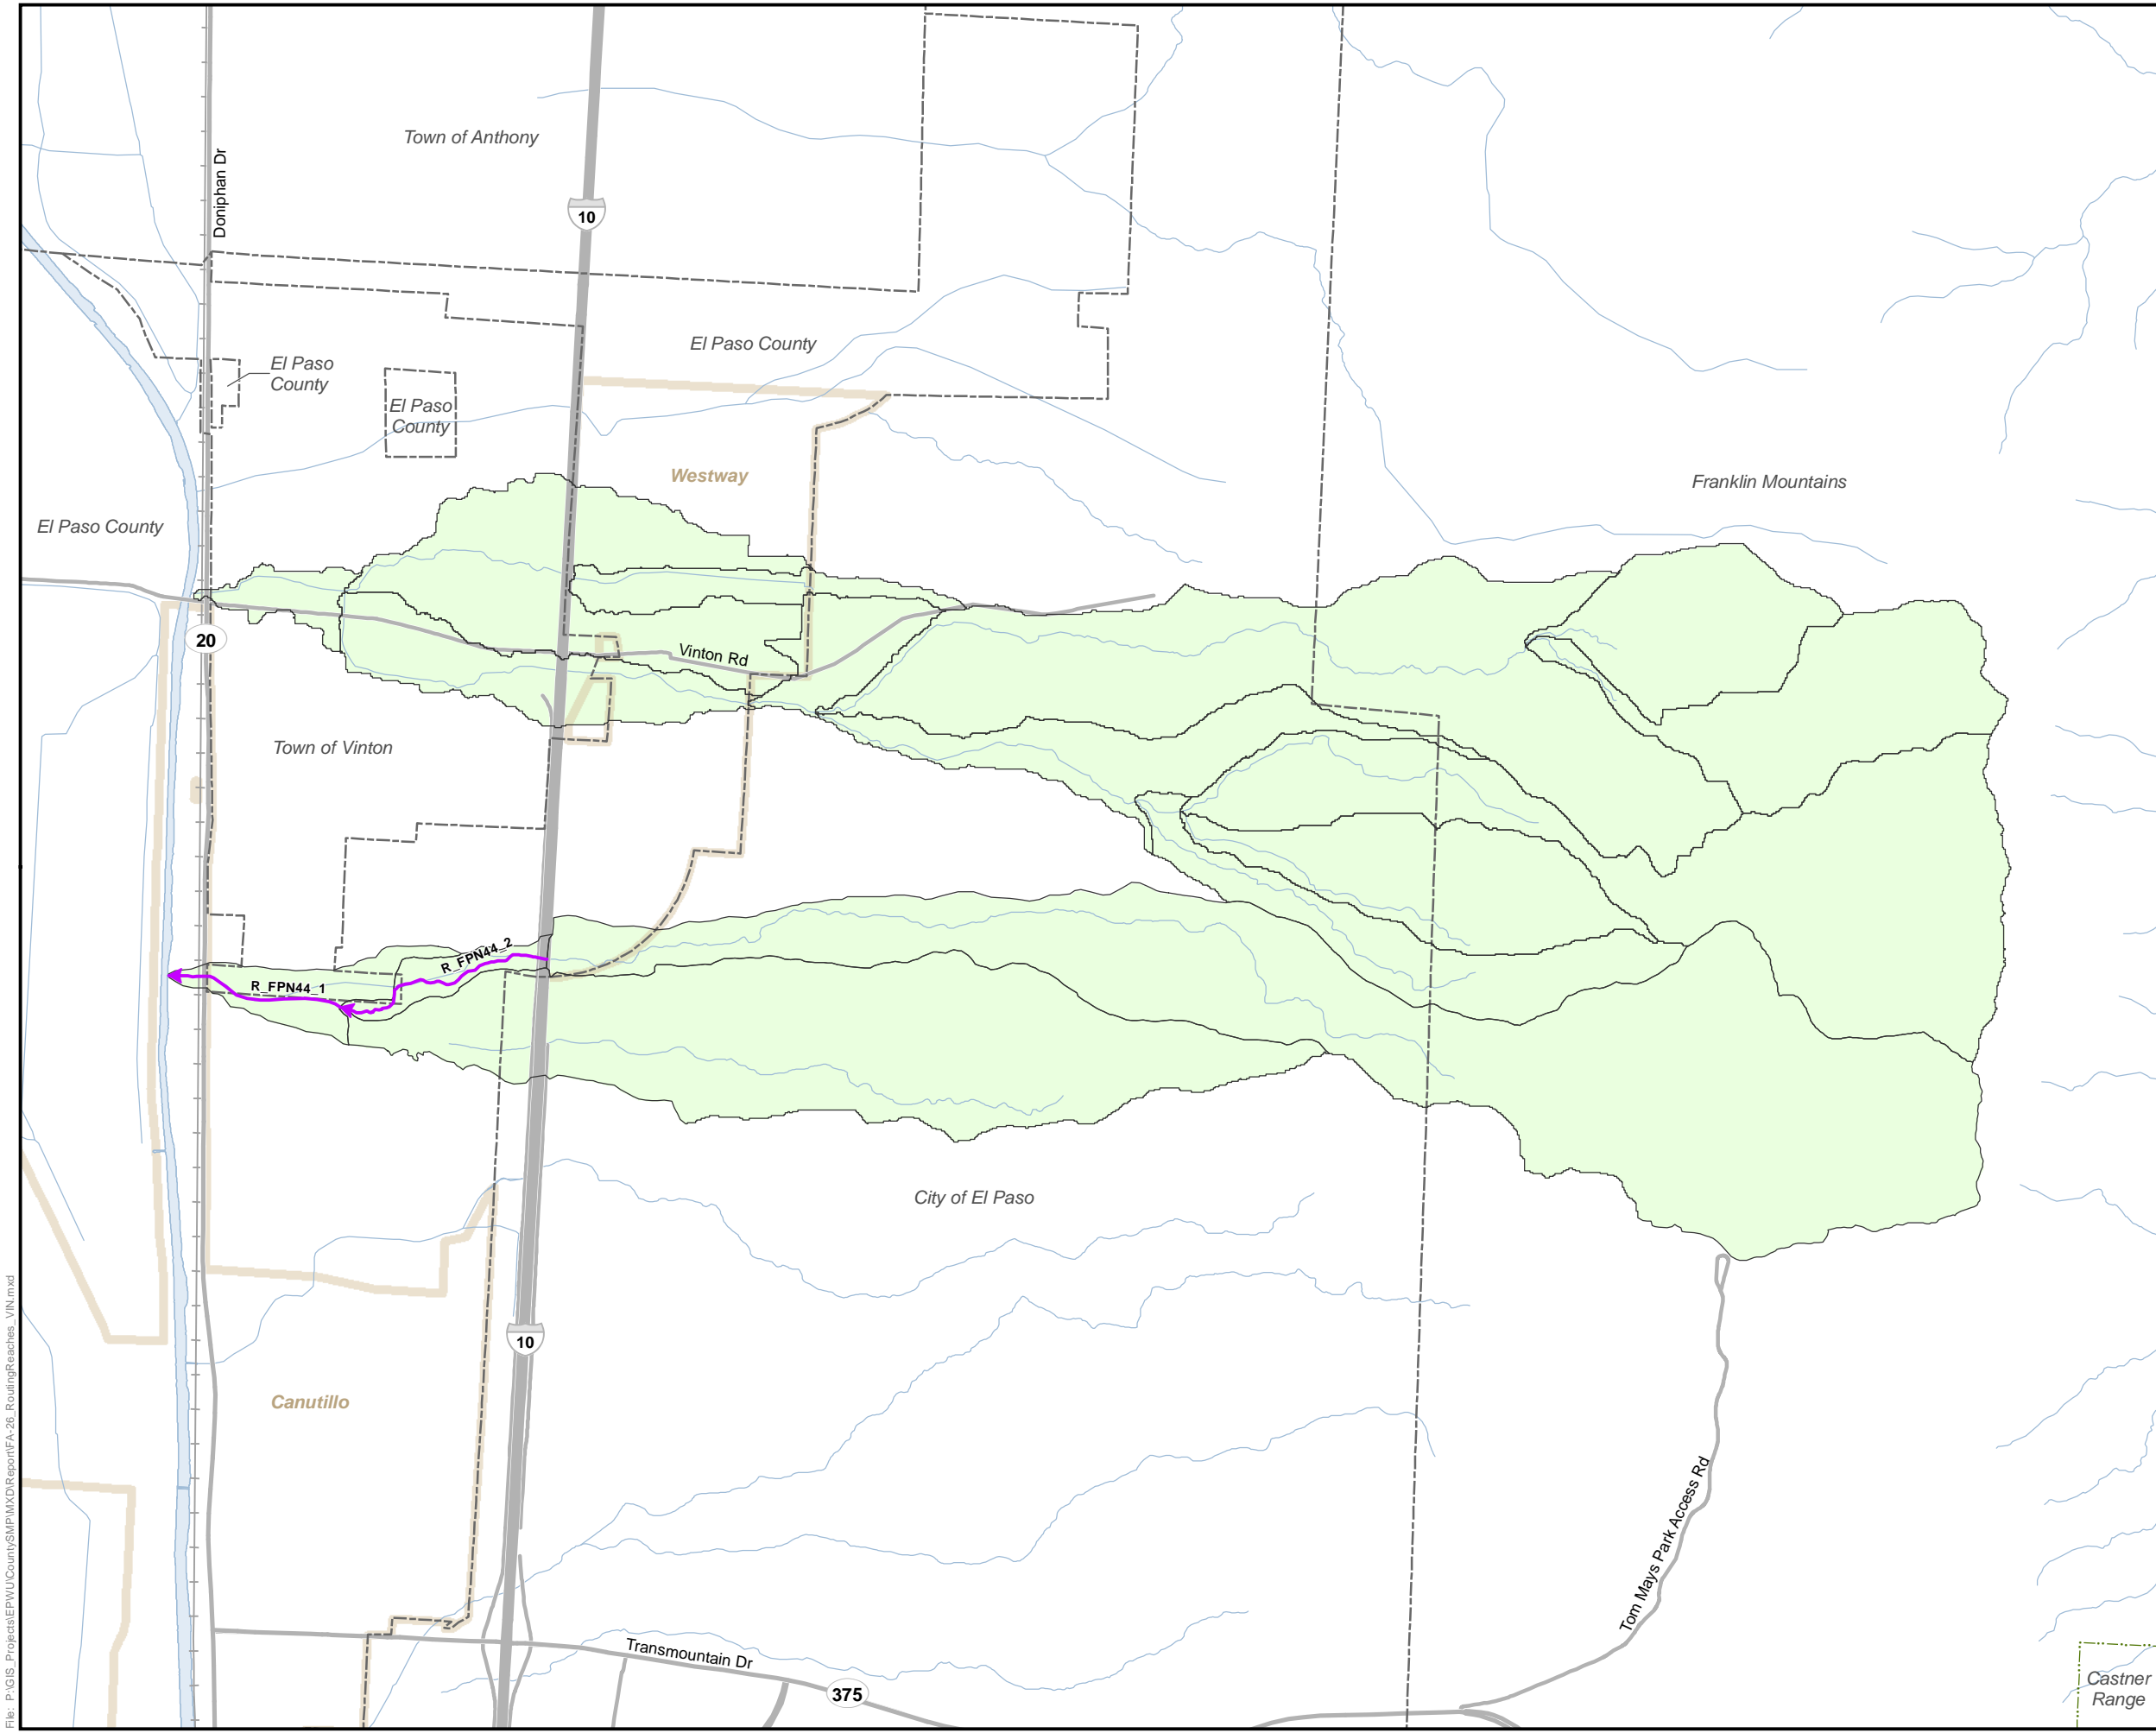 Town of Anthony
Doniphan Dr
10
El Paso County
El Paso
County
El Paso
County
Westway
Franklin Mountains
El Paso County
20
Vinton Rd
Town of Vinton
R_FPN44_2
R_FPN44_1
City of El Paso
10
Canutillo
Tom Mays Park Access Rd
Transmountain Dr
375
Castner
Range
File: P:\GIS_Projects\EPWU\CountySMP\MXD\Report\FA-26_RoutingReaches_VIN.mxd